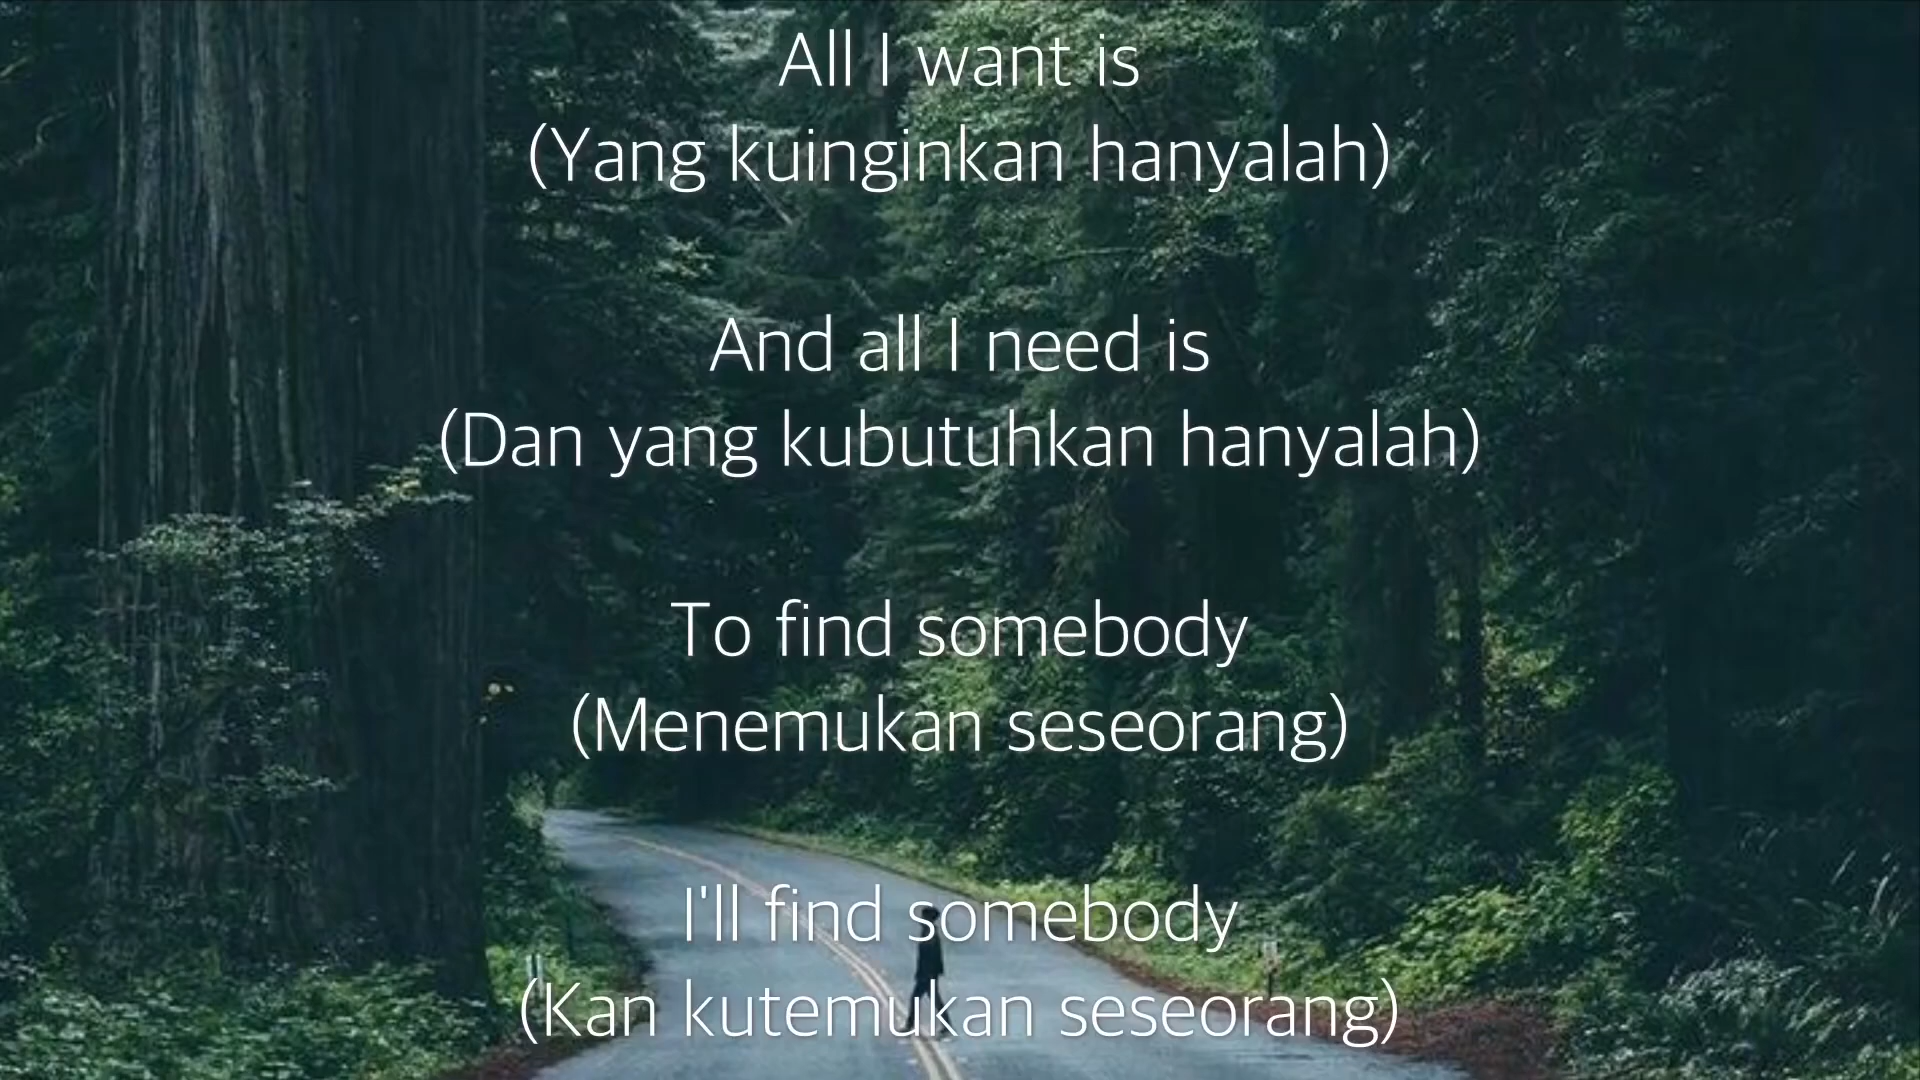 All I want is
(Yang kuinginkan hanyalah)
And all I need is
(Dan yang kubutuhkan hanyalah)
To find somebody
(Menemukan seseorang)
I'll find somebody
(Kan kutemukan seseorang)